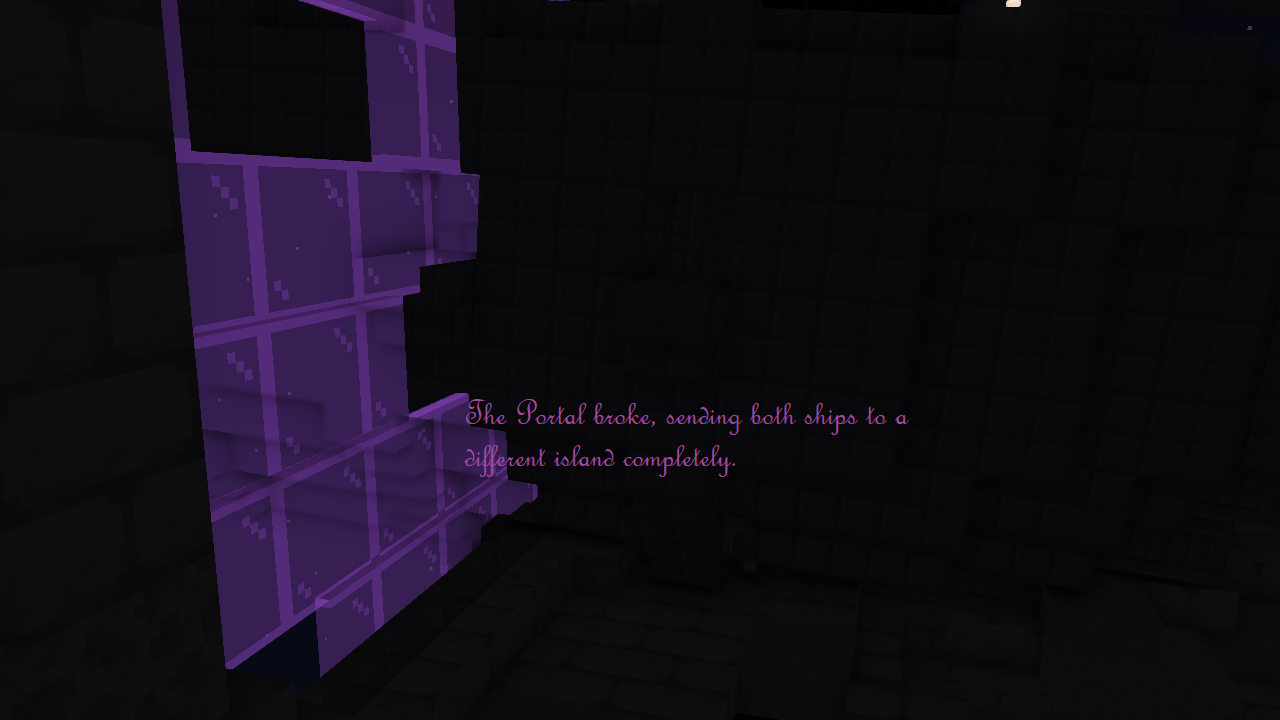 The Portal broke, sending both ships to a
different island completely.